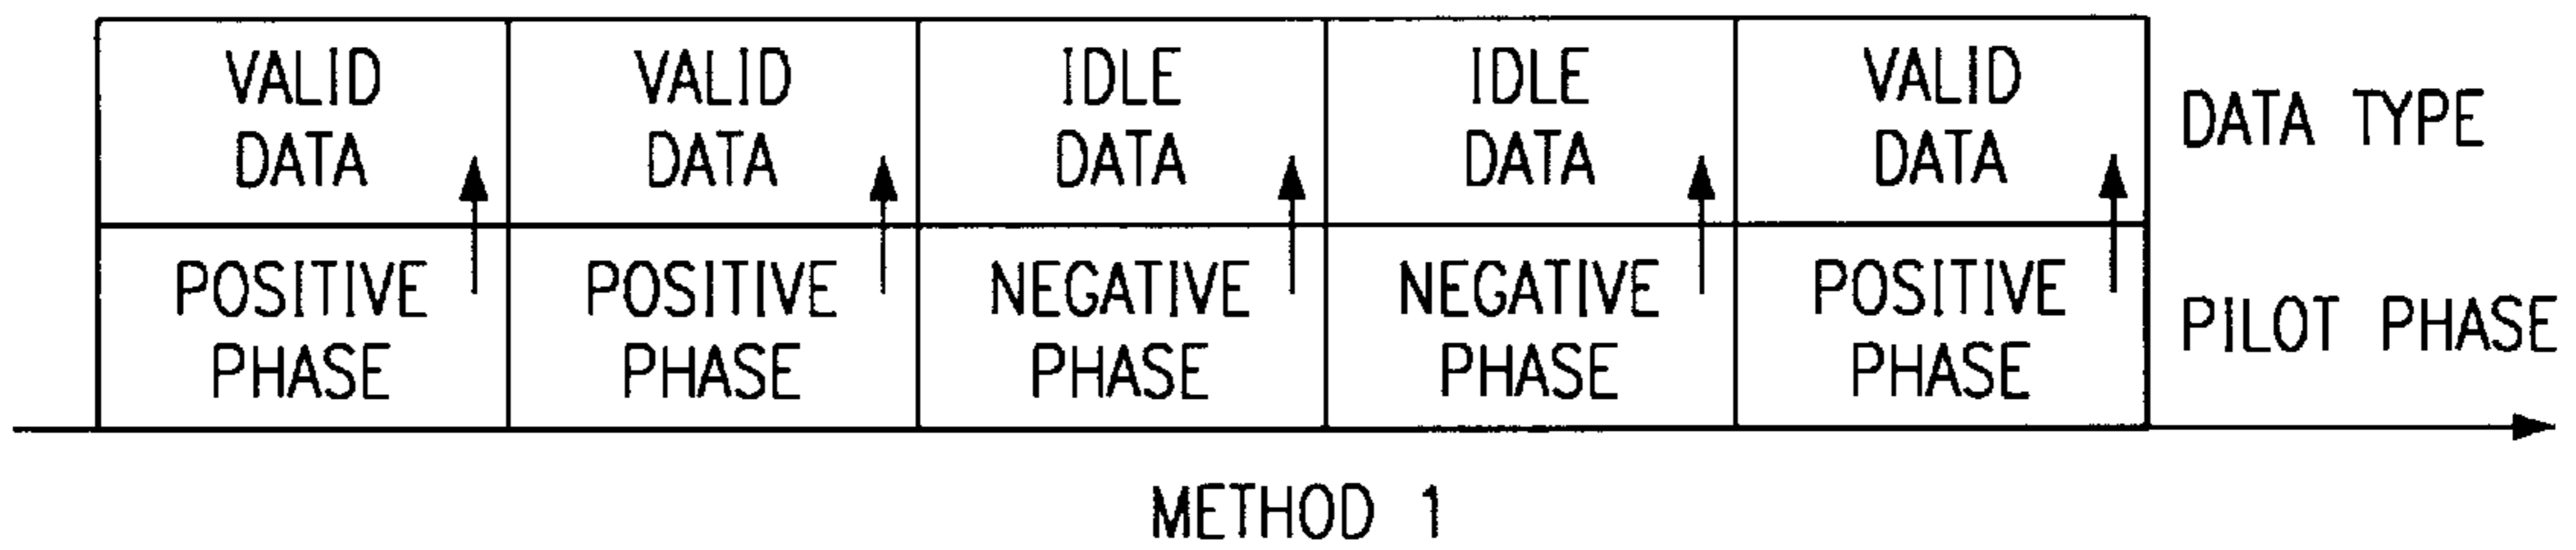 VALID DATA
VALID DATA
IDLE DATA
IDLE DATA
VALID DATA
DATA TYPE
POSITIVE PHASE
POSITIVE PHASE
NEGATIVE PHASE
NEGATIVE PHASE
POSITIVE PHASE
PILOT PHASE
METHOD 1